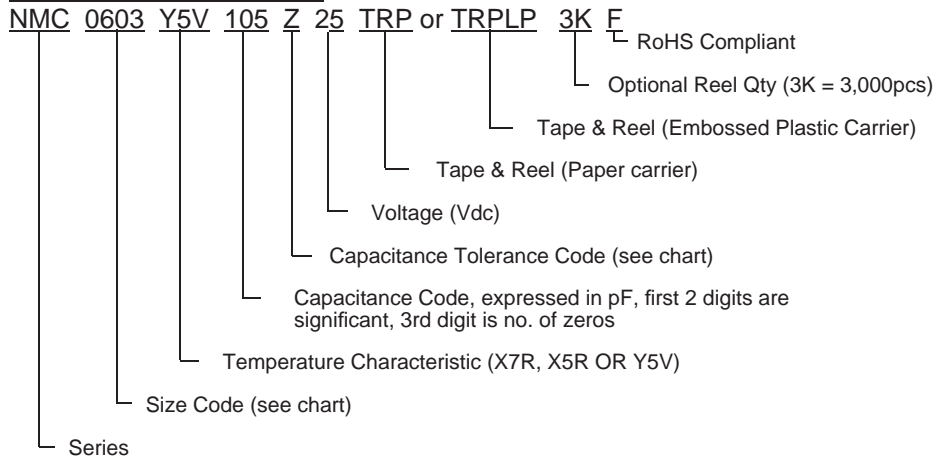 NMC 0603 Y5V 105 Z 25 TRP or TRPLP 3K F
RoHS Compliant
Optional Reel Qty (3K = 3,000pcs)
Tape & Reel (Embossed Plastic Carrier)
Tape & Reel (Paper carrier)
Voltage (Vdc)
Capacitance Tolerance Code (see chart)
Capacitance Code, expressed in pF, first 2 digits are
significant, 3rd digit is no. of zeros
Temperature Characteristic (X7R, X5R OR Y5V)
Size Code (see chart)
Series